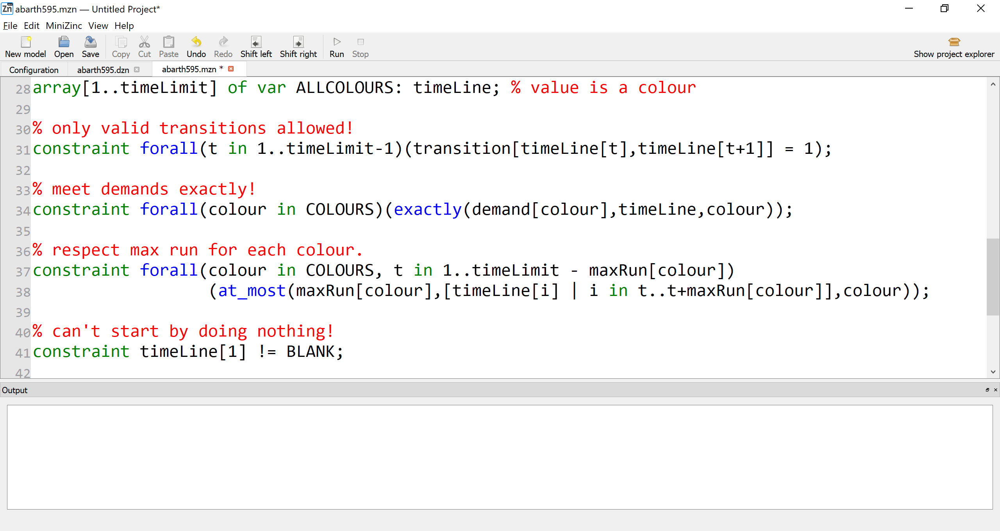 Zn abarth595.mzn — Untitled Project*
File Edit MiniZinc View Help
New model Open Save Copy Cut Paste Undo Redo Shift left Shift right Run Stop Show project explorer
Configuration abarth595.dzn abarth595.mzn *
28 array[1..timeLimit] of var ALLCOLOURS: timeLine; % value is a colour
29
30 % only valid transitions allowed!
31 constraint forall(t in 1..timeLimit-1)(transition[timeLine[t],timeLine[t+1]] = 1);
32
33 % meet demands exactly!
34 constraint forall(colour in COLOURS)(exactly(demand[colour],timeLine,colour));
35
36 % respect max run for each colour.
37 constraint forall(colour in COLOURS, t in 1..timeLimit - maxRun[colour])
38 (at_most(maxRun[colour],[timeLine[i] | i in t..t+maxRun[colour]],colour));
39
40 % can't start by doing nothing!
41 constraint timeLine[1] != BLANK;
42
Output